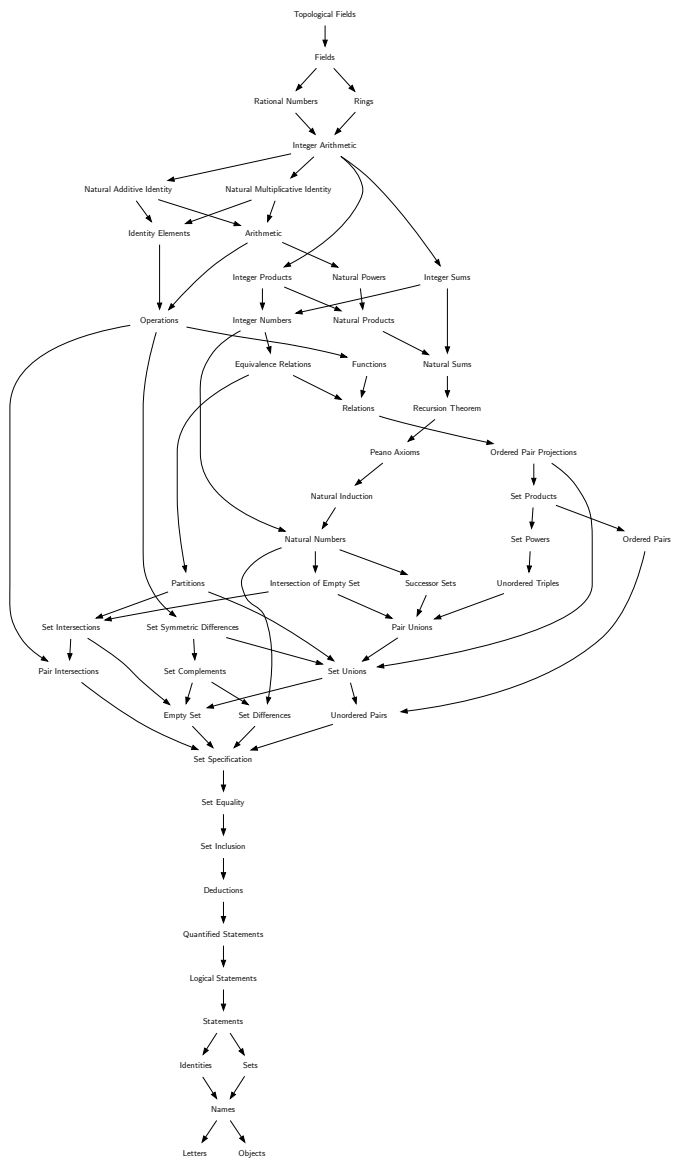 Topological Fields
Fields
Rational Numbers
Rings
Integer Arithmetic
Natural Additive Identity
Natural Multiplicative Identity
Identity Elements
Arithmetic
Integer Products
Natural Powers
Integer Sums
Operations
Integer Numbers
Natural Products
Equivalence Relations
Functions
Natural Sums
Relations
Recursion Theorem
Peano Axioms
Ordered Pair Projections
Natural Induction
Set Products
Natural Numbers
Set Powers
Ordered Pairs
Partitions
Intersection of Empty Set
Successor Sets
Unordered Triples
Set Intersections
Set Symmetric Differences
Pair Unions
Pair Intersections
Set Complements
Set Unions
Empty Set
Set Differences
Unordered Pairs
Set Specification
Set Equality
Set Inclusion
Deductions
Quantified Statements
Logical Statements
Statements
Identities
Sets
Names
Letters
Objects